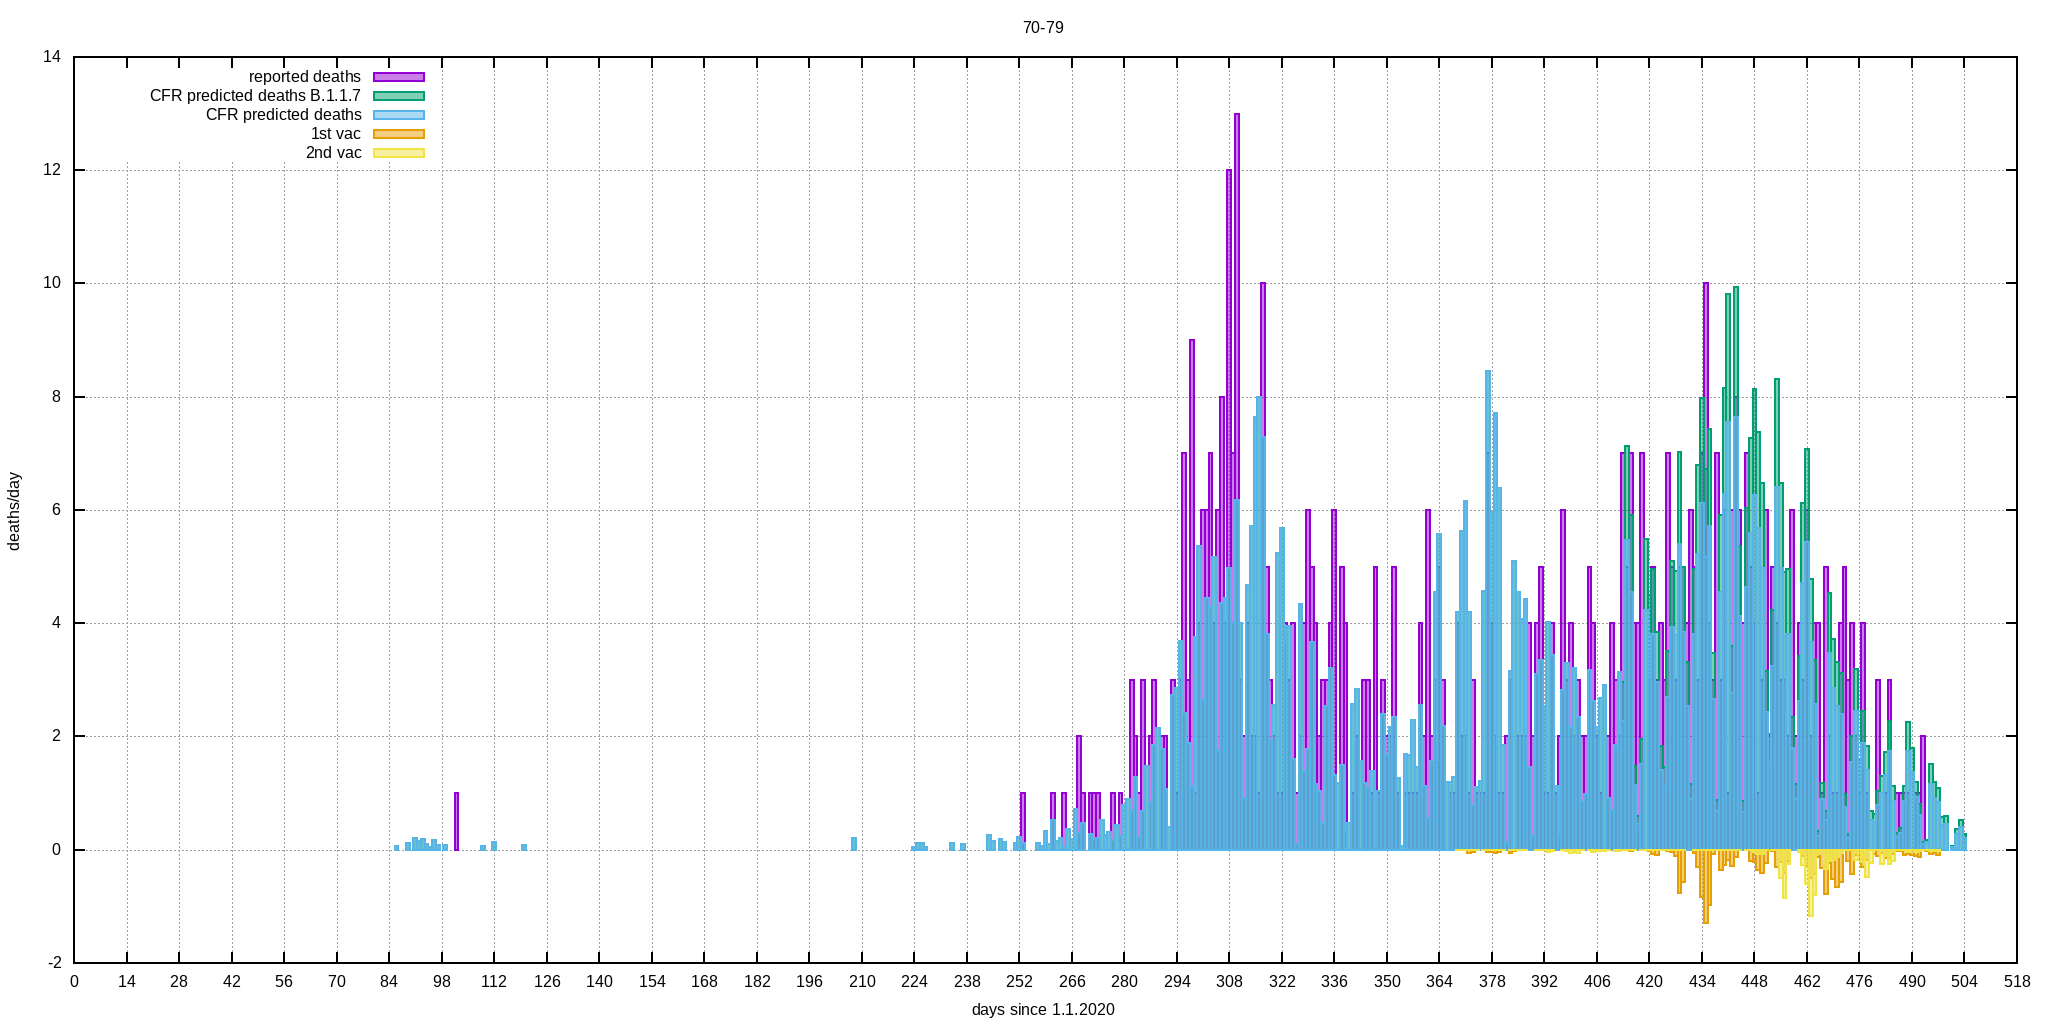 70-79
14
reported deaths
CFR predicted deaths B.1.1.7
CFR predicted deaths
1st vac
2nd vac
12
10
8
6
4
2
0
-2
deaths/day
0 14 28 42 56 70 84 98 112 126 140 154 168 182 196 210 224 238 252 266 280 294 308 322 336 350 364 378 392 406 420 434 448 462 476 490 504 518
days since 1.1.2020